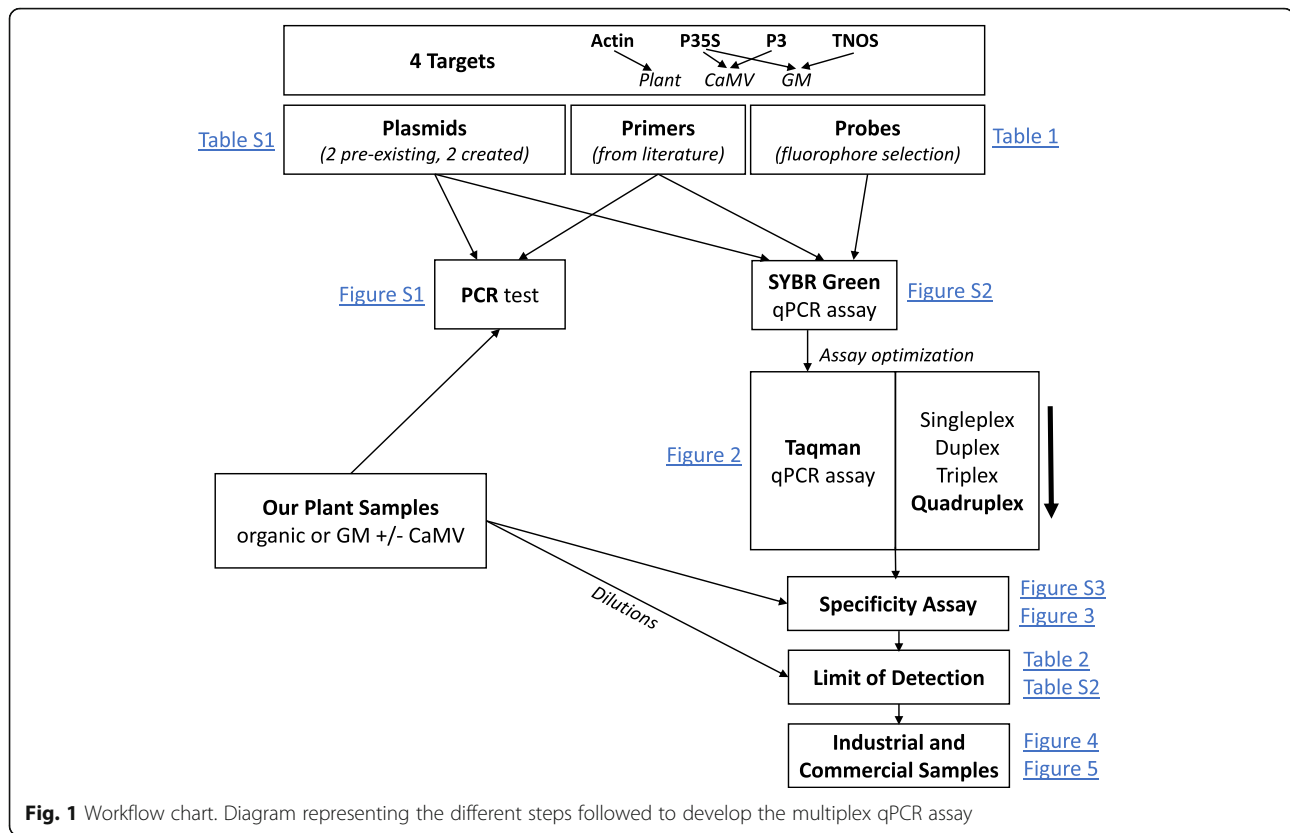 Actin P35S P3 TNOS
4 Targets
Plant CaMV GM
Table S1
Plasmids
(2 pre-existing, 2 created)
Primers
(from literature)
Probes
(fluorophore selection)
Table 1
Figure S1
PCR test
SYBR Green
qPCR assay
Figure S2
Assay optimization
Figure 2
Taqman
qPCR assay
Singleplex
Duplex
Triplex
Quadruplex
Our Plant Samples
organic or GM +/- CaMV
Dilutions
Specificity Assay
Figure S3
Figure 3
Limit of Detection
Table 2
Table S2
Industrial and
Commercial Samples
Figure 4
Figure 5
Fig. 1 Workflow chart. Diagram representing the different steps followed to develop the multiplex qPCR assay